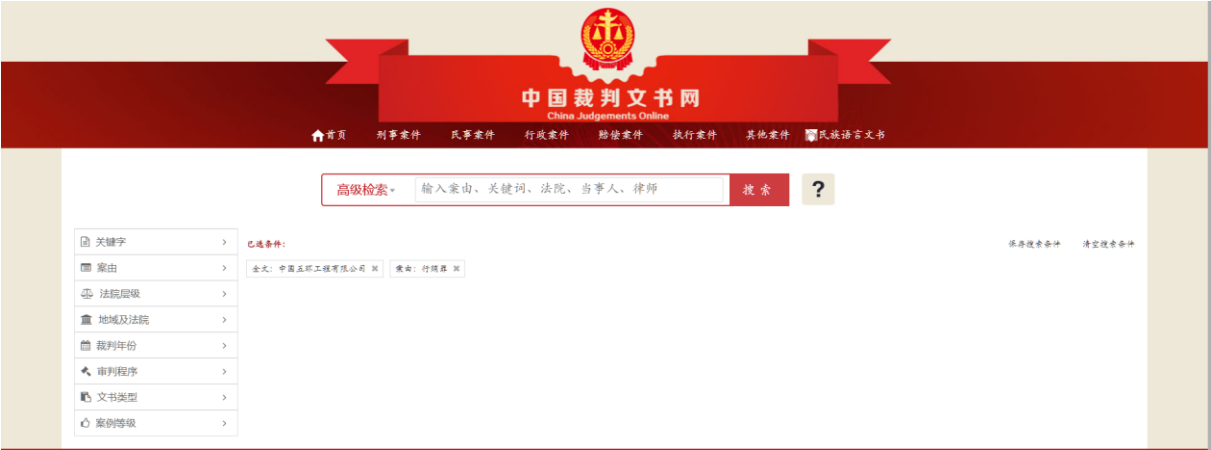 中国裁判文书网
China Judgements Online
首页 刑事案件 民事案件 行政案件 赔偿案件 执行案件 其他案件 民族语言文书
高级检索 输入案由、关键词、法院、当事人、律师 搜索 ?
关键字
已选条件: 保存搜索条件 清空搜索条件
案由
全文: 中国五环工程有限公司 案由: 行贿罪
法院层级
地域及法院
裁判年份
审判程序
文书类型
案例等级